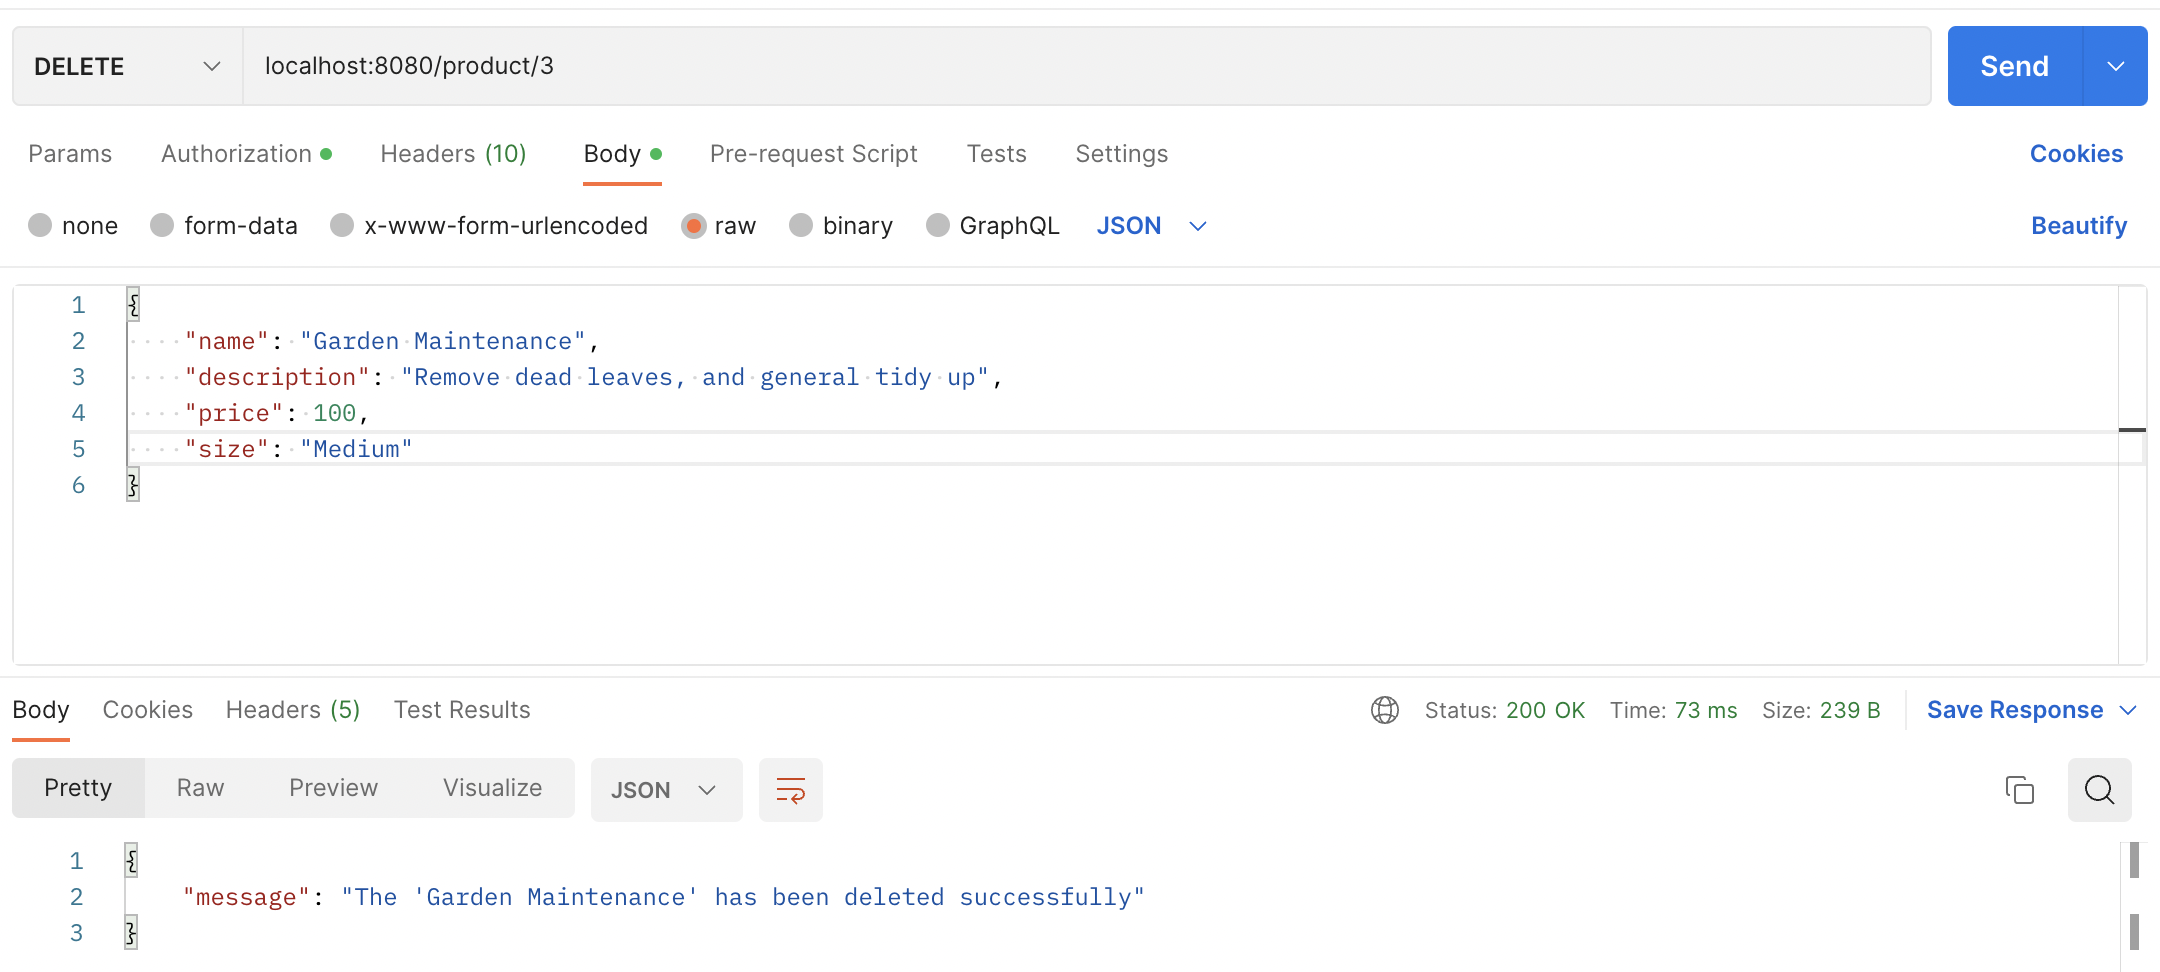 DELETE localhost:8080/product/3 Send
Params Authorization Headers (10) Body Pre-request Script Tests Settings Cookies
none form-data x-www-form-urlencoded raw binary GraphQL JSON Beautify
1 {
2 "name": "Garden Maintenance",
3 "description": "Remove dead leaves, and general tidy up",
4 "price": 100,
5 "size": "Medium"
6 }
Body Cookies Headers (5) Test Results Status: 200 OK Time: 73 ms Size: 239 B Save Response
Pretty Raw Preview Visualize JSON
1 {
2 "message": "The 'Garden Maintenance' has been deleted successfully"
3 }